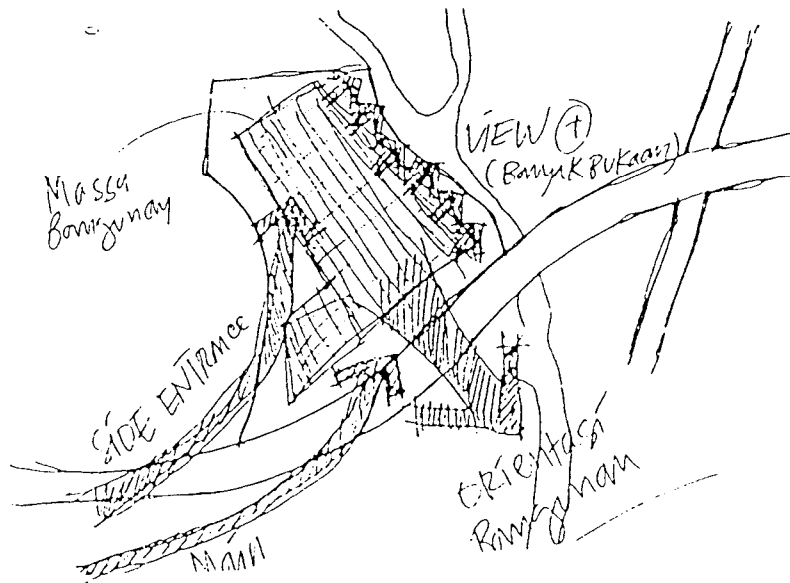 VIEW (+)
(Banyak Bukaan)
Massa
Bangunan
SIDE ENTRANCE
Main
Orientasi
Bangunan